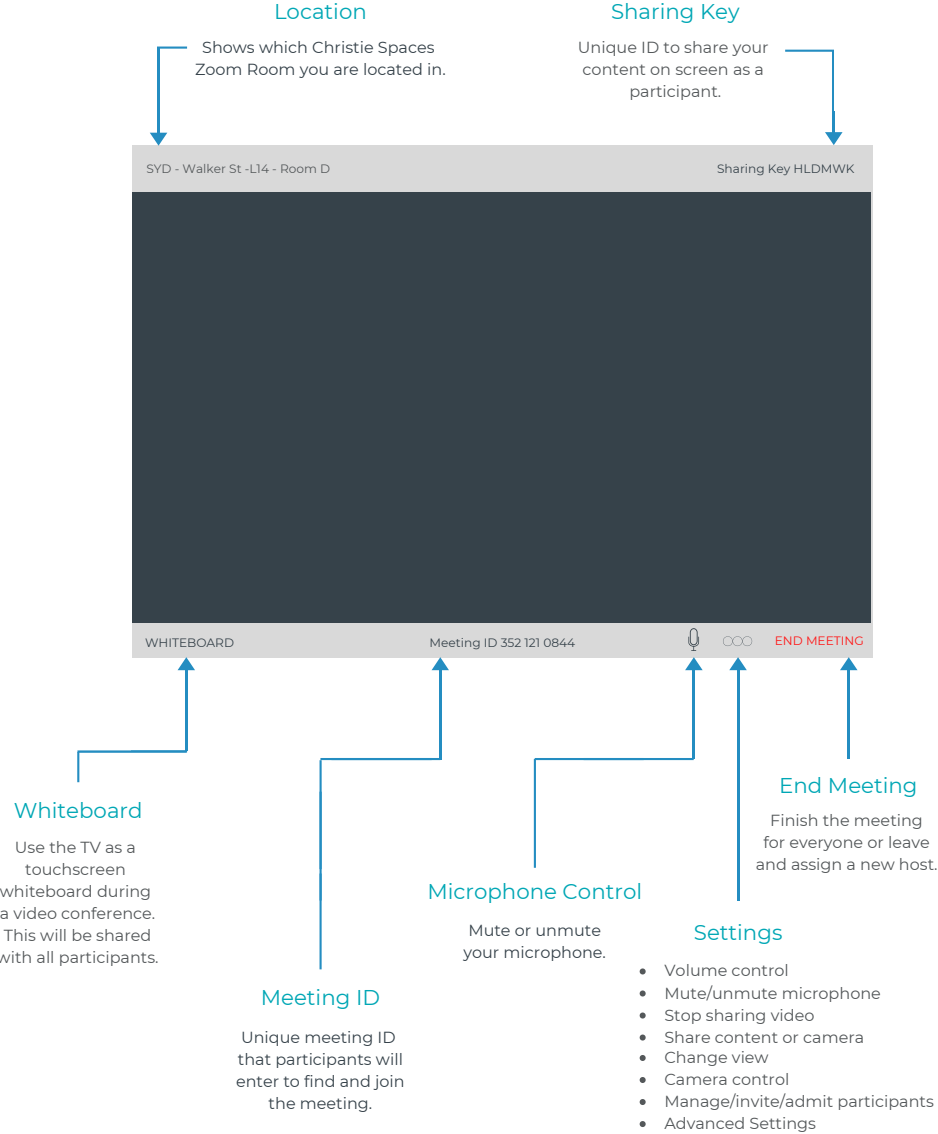 Location
Shows which Christie Spaces
Zoom Room you are located in.
Sharing Key
Unique ID to share your
content on screen as a
participant.
SYD - Walker St -L14 - Room D
Sharing Key HLDMWK
WHITEBOARD
Meeting ID 352 121 0844
END MEETING
Whiteboard
Use the TV as a
touchscreen
whiteboard during
a video conference.
This will be shared
with all participants.
Meeting ID
Unique meeting ID
that participants will
enter to find and join
the meeting.
Microphone Control
Mute or unmute
your microphone.
End Meeting
Finish the meeting
for everyone or leave
and assign a new host.
Settings
• Volume control
• Mute/unmute microphone
• Stop sharing video
• Share content or camera
• Change view
• Camera control
• Manage/invite/admit participants
• Advanced Settings